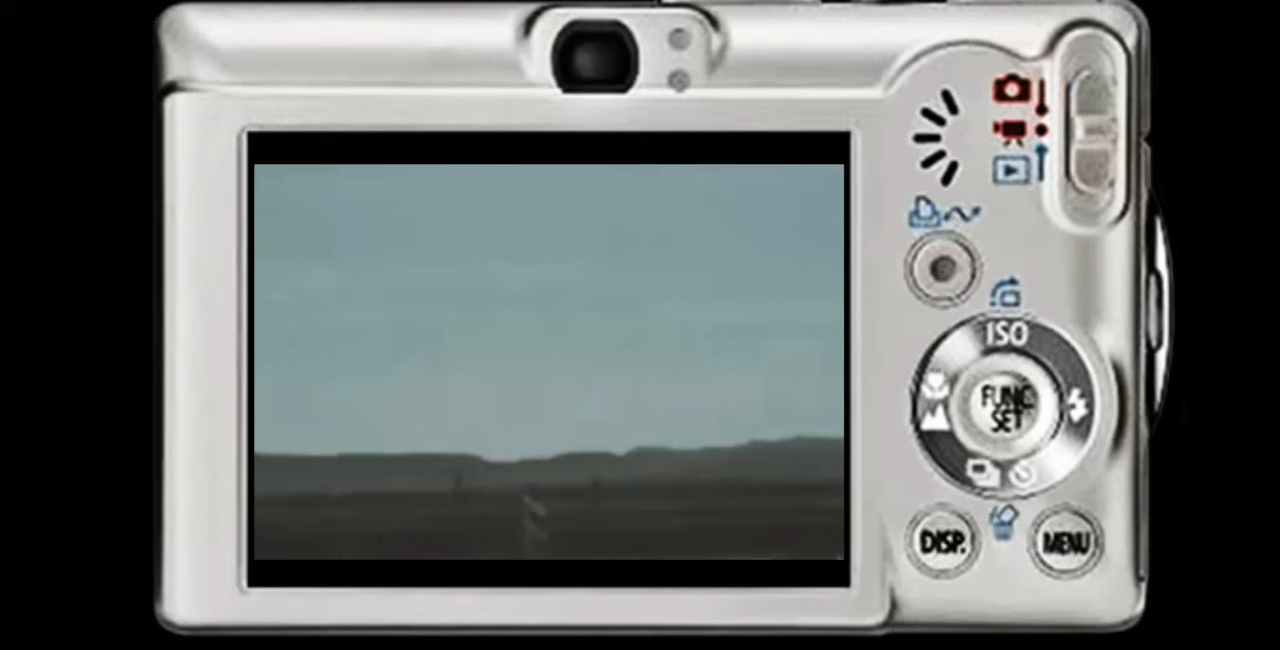 ISO
FUNC.
SET
DISP.
MENU